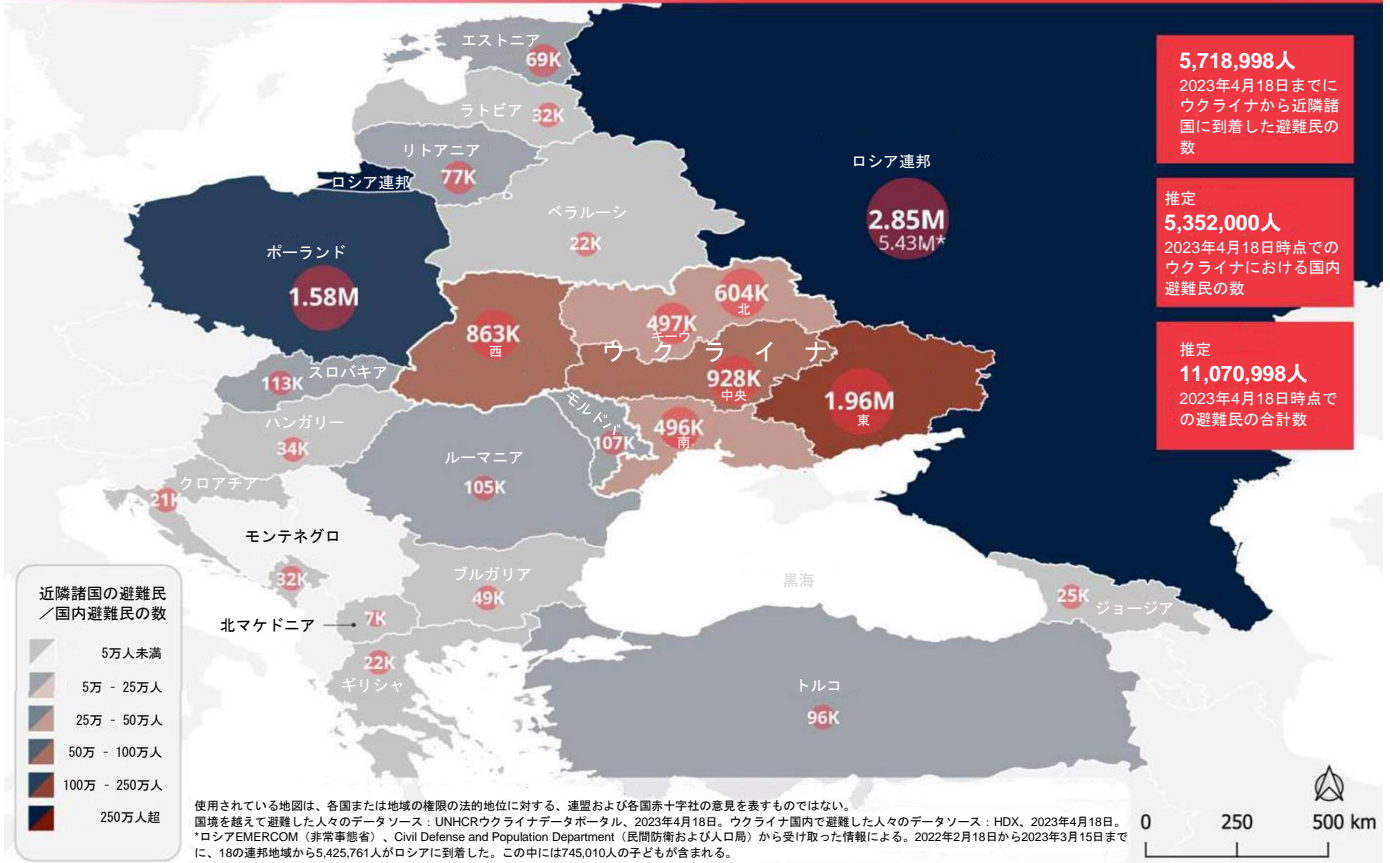 エストニア
69K
ラトビア
32K
リトアニア
77K
ロシア連邦
ロシア連邦
2.85M
5.43M*
ベラルーシ
22K
ポーランド
1.58M
863K
西
604K
北
497K
キーウ
ウクライナ
928K
中央
1.96M
東
496K
南
スロバキア
113K
モルドバ
107K
ハンガリー
34K
ルーマニア
105K
クロアチア
21K
モンテネグロ
32K
ブルガリア
49K
北マケドニア
7K
22K
ギリシャ
黒海
25K
ジョージア
トルコ
96K
5,718,998人
2023年4月18日までに
ウクライナから近隣諸
国に到着した避難民の
数
推定
5,352,000人
2023年4月18日時点での
ウクライナにおける国内
避難民の数
推定
11,070,998人
2023年4月18日時点で
の避難民の合計数
近隣諸国の避難民
／国内避難民の数
5万人未満
5万 - 25万人
25万 - 50万人
50万 - 100万人
100万 - 250万人
250万人超
使用されている地図は、各国または地域の権限の法的地位に対する、連盟および各国赤十字社の意見を表すものではない。
国境を越えて避難した人々のデータソース：UNHCRウクライナデータポータル、2023年4月18日。ウクライナ国内で避難した人々のデータソース：HDX、2023年4月18日。
*ロシアEMERCOM（非常事態省）、Civil Defense and Population Department（民間防衛および人口局）から受け取った情報による。2022年2月18日から2023年3月15日まで
に、18の連邦地域から5,425,761人がロシアに到着した。この中には745,010人の子どもが含まれる。
0 250 500 km